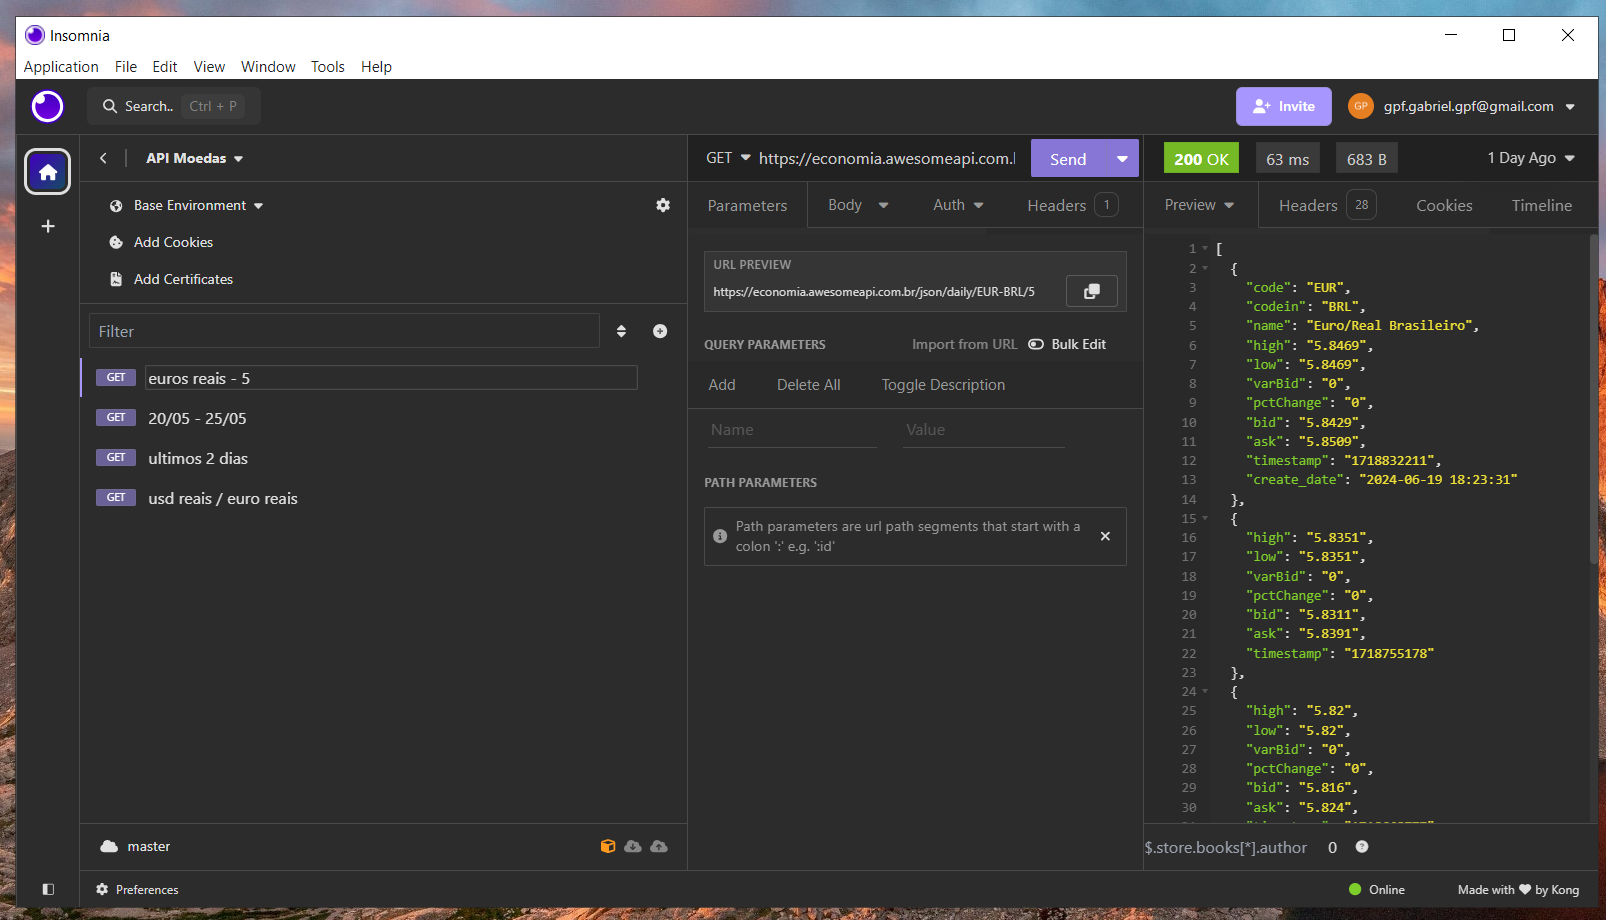 Insomnia
Application File Edit View Window Tools Help
Search.. Ctrl + P
Invite
GP
gpf.gabriel.gpf@gmail.com
API Moedas
Base Environment
Add Cookies
Add Certificates
Filter
GET euros reais - 5
GET 20/05 - 25/05
GET ultimos 2 dias
GET usd reais / euro reais
master
Preferences
GET https://economia.awesomeapi.com.l
Send
Parameters Body Auth Headers 1
URL PREVIEW
https://economia.awesomeapi.com.br/json/daily/EUR-BRL/5
QUERY PARAMETERS Import from URL Bulk Edit
Add Delete All Toggle Description
Name Value
PATH PARAMETERS
Path parameters are url path segments that start with a
colon ':' e.g. ':id'
200 OK 63 ms 683 B 1 Day Ago
Preview Headers 28 Cookies Timeline
1 [
2 {
3 "code": "EUR",
4 "codein": "BRL",
5 "name": "Euro/Real Brasileiro",
6 "high": "5.8469",
7 "low": "5.8469",
8 "varBid": "0",
9 "pctChange": "0",
10 "bid": "5.8429",
11 "ask": "5.8509",
12 "timestamp": "1718832211",
13 "create_date": "2024-06-19 18:23:31"
14 },
15 {
16 "high": "5.8351",
17 "low": "5.8351",
18 "varBid": "0",
19 "pctChange": "0",
20 "bid": "5.8311",
21 "ask": "5.8391",
22 "timestamp": "1718755178"
23 },
24 {
25 "high": "5.82",
26 "low": "5.82",
27 "varBid": "0",
28 "pctChange": "0",
29 "bid": "5.816",
30 "ask": "5.824",
$.store.books[*].author 0
Online
Made with ♥ by Kong